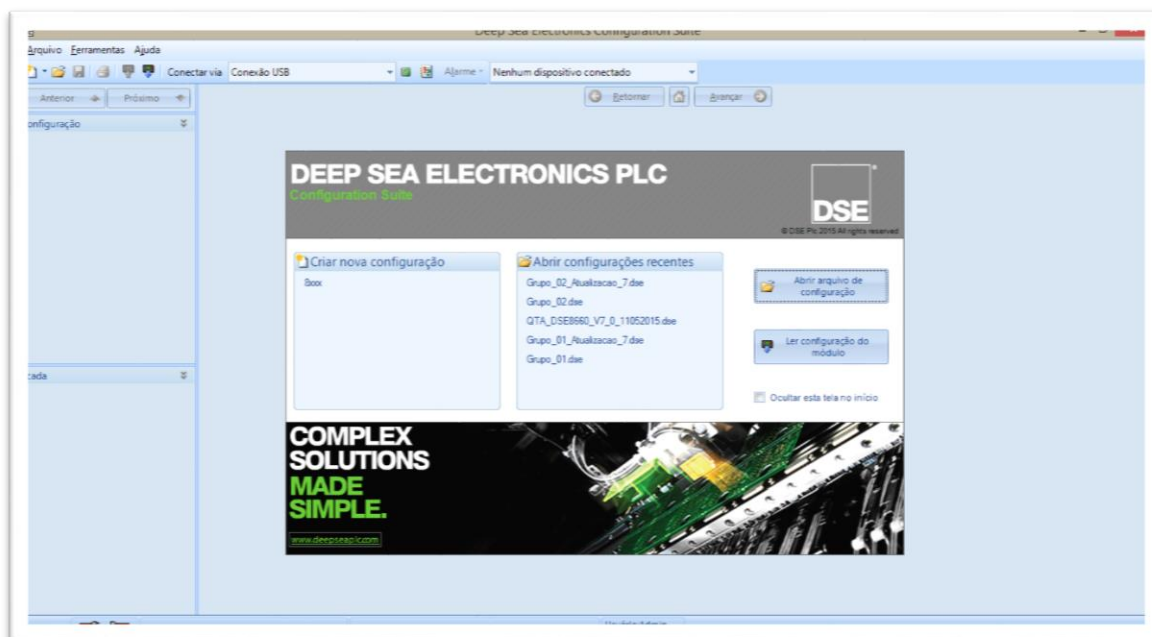 Deep Sea Electronics Configuration Suite
Arquivo Ferramentas Ajuda
Conectar via Conexão USB Alarme Nenhum dispositivo conectado
Anterior Próximo
Retornar Avançar
onfiguração
DEEP SEA ELECTRONICS PLC
Configuration Suite
DSE
© DSE Plc 2015 All rights reserved
Criar nova configuração
8xxx
Abrir configurações recentes
Grupo_02_Atualizacao_7.dse
Grupo_02.dse
QTA_DSE8660_V7_0_11052015.dse
Grupo_01_Atualizacao_7.dse
Grupo_01.dse
Abrir arquivo de
configuração
Ler configuração do
módulo
Ocultar esta tela no início
cada
COMPLEX
SOLUTIONS
MADE
SIMPLE.
www.deepseaplc.com
Usuário Admin